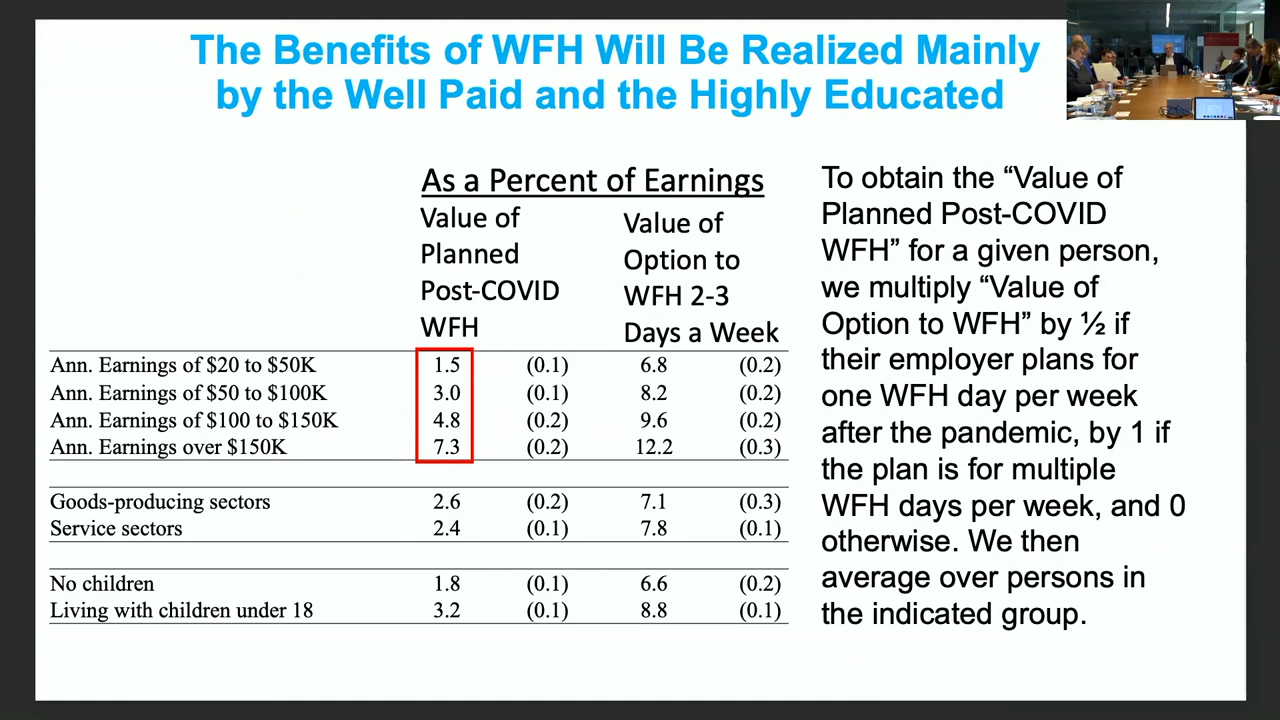 The Benefits of WFH Will Be Realized Mainly
by the Well Paid and the Highly Educated
As a Percent of Earnings
Value of
Planned
Post-COVID
WFH
Value of
Option to
WFH 2-3
Days a Week
Ann. Earnings of $20 to $50K 1.5 (0.1) 6.8 (0.2)
Ann. Earnings of $50 to $100K 3.0 (0.1) 8.2 (0.2)
Ann. Earnings of $100 to $150K 4.8 (0.2) 9.6 (0.2)
Ann. Earnings over $150K 7.3 (0.2) 12.2 (0.3)
Goods-producing sectors 2.6 (0.2) 7.1 (0.3)
Service sectors 2.4 (0.1) 7.8 (0.1)
No children 1.8 (0.1) 6.6 (0.2)
Living with children under 18 3.2 (0.1) 8.8 (0.1)
To obtain the “Value of
Planned Post-COVID
WFH” for a given person,
we multiply “Value of
Option to WFH” by ½ if
their employer plans for
one WFH day per week
after the pandemic, by 1 if
the plan is for multiple
WFH days per week, and 0
otherwise. We then
average over persons in
the indicated group.